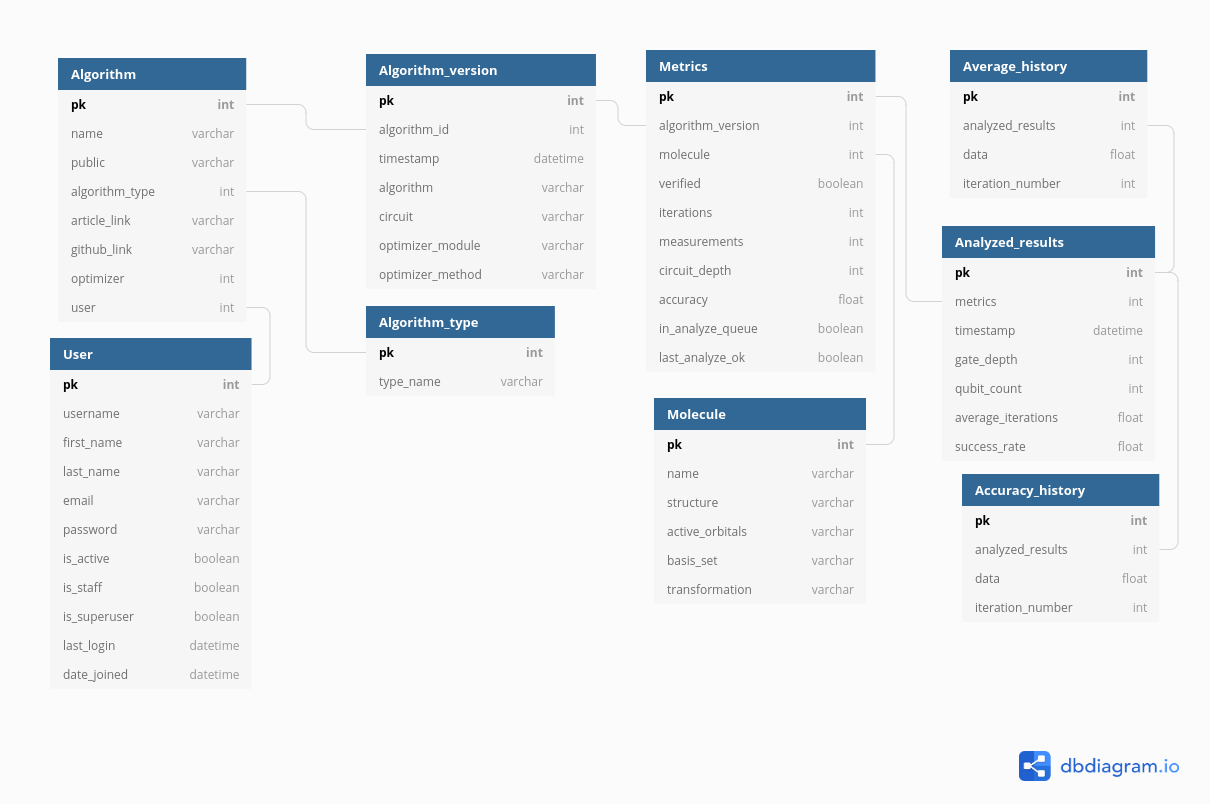 Algorithm
pk int
name varchar
public varchar
algorithm_type int
article_link varchar
github_link varchar
optimizer int
user int
User
pk int
username varchar
first_name varchar
last_name varchar
email varchar
password varchar
is_active boolean
is_staff boolean
is_superuser boolean
last_login datetime
date_joined datetime
Algorithm_version
pk int
algorithm_id int
timestamp datetime
algorithm varchar
circuit varchar
optimizer_module varchar
optimizer_method varchar
Algorithm_type
pk int
type_name varchar
Metrics
pk int
algorithm_version int
molecule int
verified boolean
iterations int
measurements int
circuit_depth int
accuracy float
in_analyze_queue boolean
last_analyze_ok boolean
Molecule
pk int
name varchar
structure varchar
active_orbitals varchar
basis_set varchar
transformation varchar
Average_history
pk int
analyzed_results int
data float
iteration_number int
Analyzed_results
pk int
metrics int
timestamp datetime
gate_depth int
qubit_count int
average_iterations float
success_rate float
Accuracy_history
pk int
analyzed_results int
data float
iteration_number int
dbdiagram.io